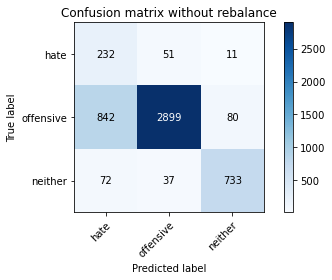 Confusion matrix without rebalance
True label
hate
offensive
neither
232 51 11
842 2899 80
72 37 733
hate
offensive
neither
Predicted label
2500
2000
1500
1000
500